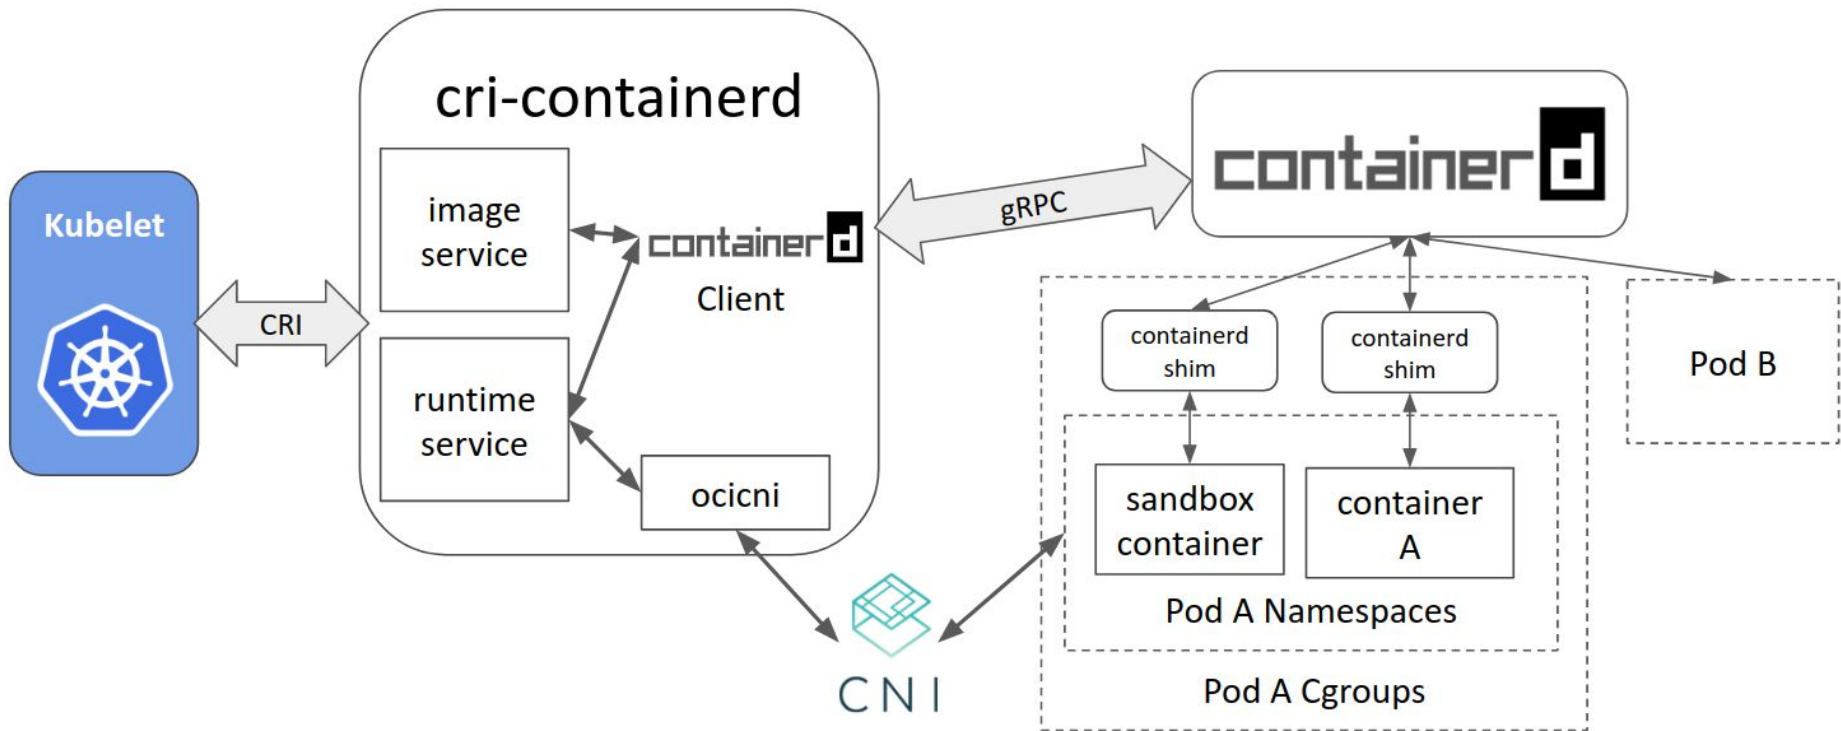 cri-containerd
Kubelet
image
service
containerd
Client
CRI
runtime
service
ocicni
gRPC
containerd
containerd
shim
containerd
shim
Pod B
sandbox
container
container
A
Pod A Namespaces
Pod A Cgroups
CNI